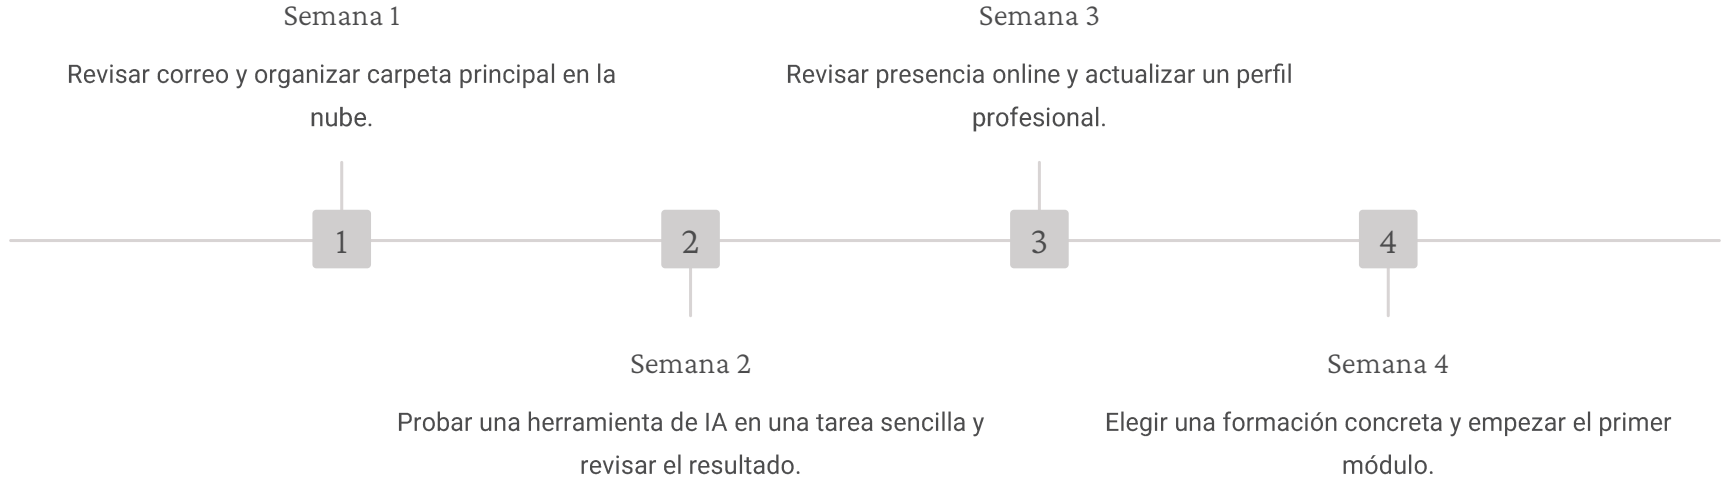 Semana 1
Revisar correo y organizar carpeta principal en la
nube.
Semana 3
Revisar presencia online y actualizar un perfil
profesional.
1
2
3
4
Semana 2
Probar una herramienta de IA en una tarea sencilla y
revisar el resultado.
Semana 4
Elegir una formación concreta y empezar el primer
módulo.